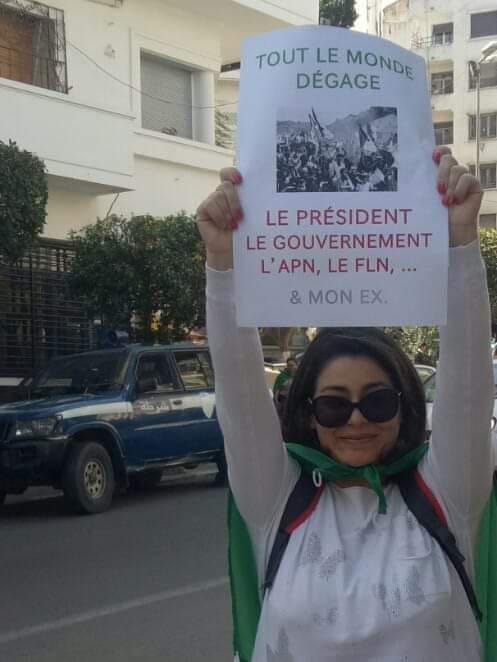 TOUT LE MONDE
DÉGAGE
LE PRÉSIDENT
LE GOUVERNEMENT
L'APN, LE FLN, ...
& MON EX.
شرطة